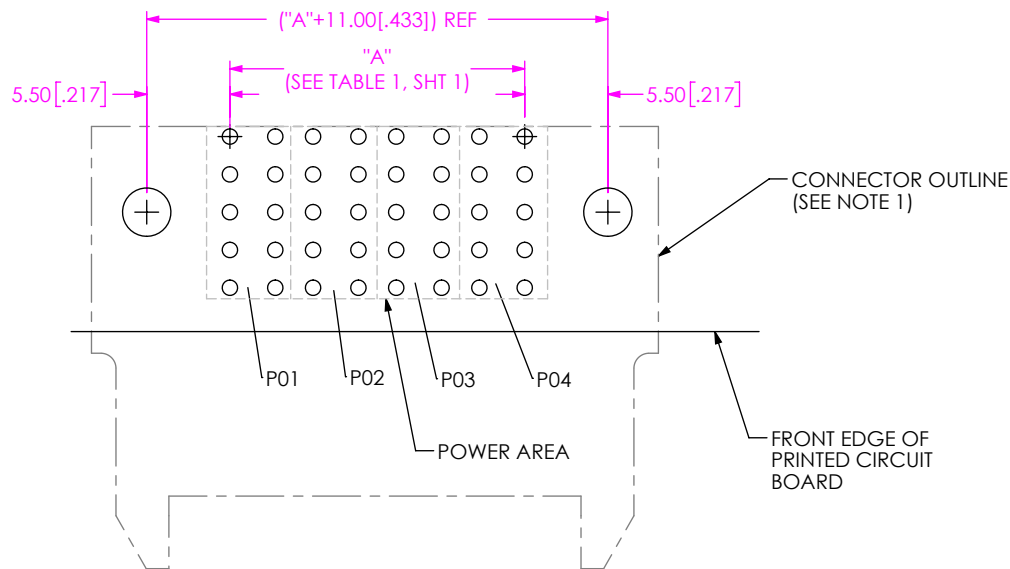 ("A"+11.00[.433]) REF
"A"
(SEE TABLE 1, SHT 1)
5.50[.217]
5.50[.217]
CONNECTOR OUTLINE
(SEE NOTE 1)
P01
P02
P03
P04
POWER AREA
FRONT EDGE OF
PRINTED CIRCUIT
BOARD